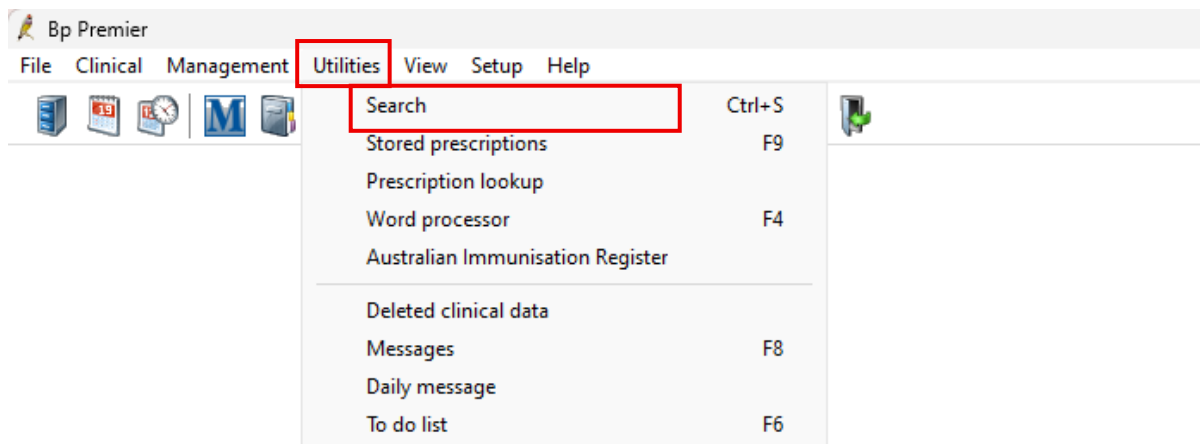 Bp Premier
File Clinical Management Utilities View Setup Help
19
M
Search Ctrl+S
Stored prescriptions F9
Prescription lookup
Word processor F4
Australian Immunisation Register
Deleted clinical data
Messages F8
Daily message
To do list F6